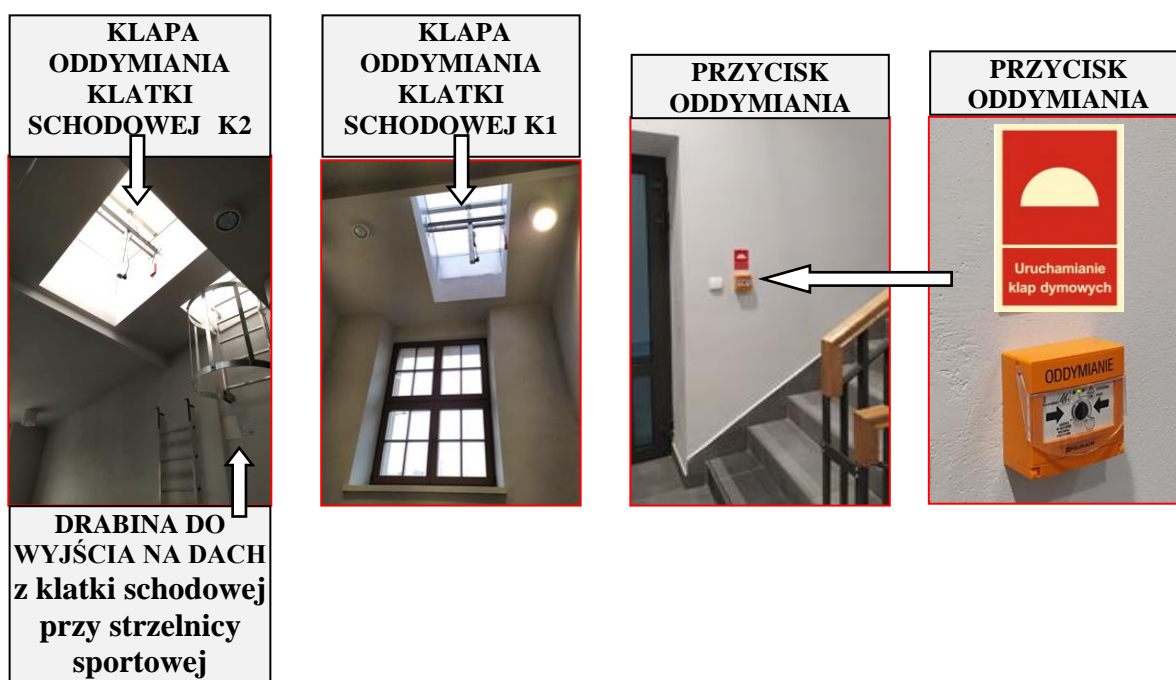 KLAPA
ODDYMIANIA
KLATKI
SCHODOWEJ K2
KLAPA
ODDYMIANIA
KLATKI
SCHODOWEJ K1
PRZYCISK
ODDYMIANIA
PRZYCISK
ODDYMIANIA
Uruchamianie
klap dymowych
ODDYMIANIE
DRABINA DO
WYJŚCIA NA DACH
z klatki schodowej
przy strzelnicy
sportowej